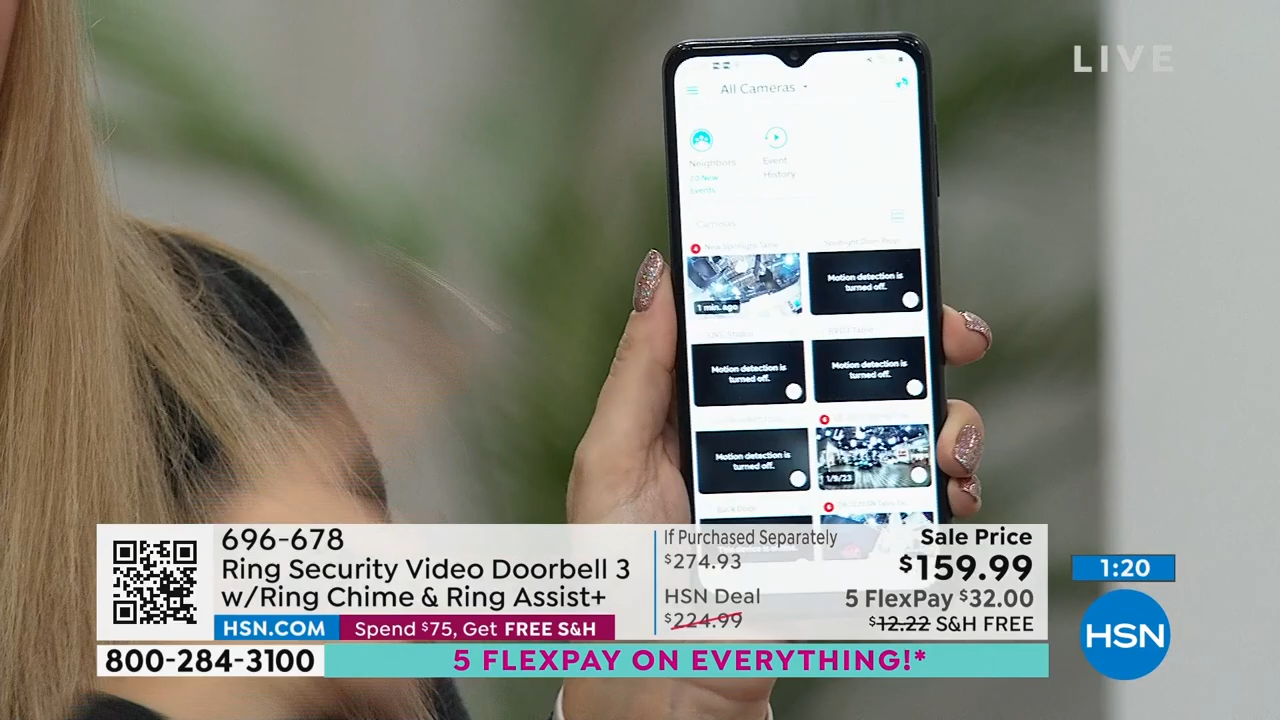 LIVE
All Cameras
Neighbors
Event
History
Events
Cameras
1 min. ago
Motion detection is
turned off.
Motion detection is
turned off.
Motion detection is
turned off.
Motion detection is
turned off.
1/9/23
696-678
Ring Security Video Doorbell 3
w/Ring Chime & Ring Assist+
HSN.COM Spend $75, Get FREE S&H
If Purchased Separately
$274.93
HSN Deal
$224.99
Sale Price
$159.99
5 FlexPay $32.00
$12.22 S&H FREE
1:20
HSN
800-284-3100
5 FLEXPAY ON EVERYTHING!*